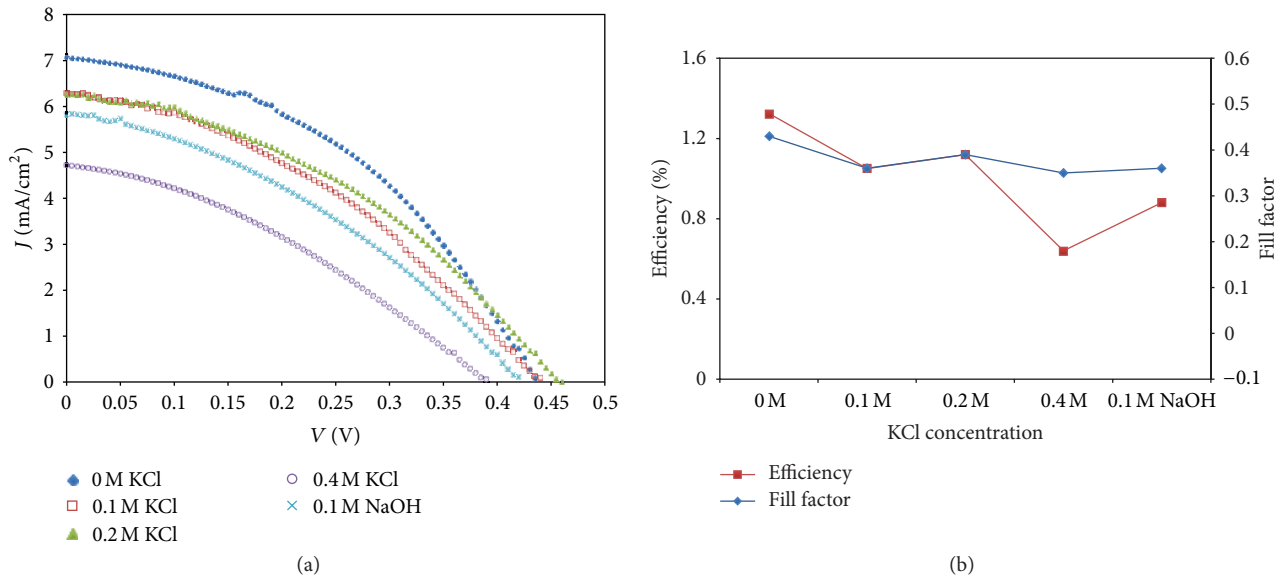 8
7
6
5
4
3
2
1
0
J (mA/cm²)
0 0.05 0.1 0.15 0.2 0.25 0.3 0.35 0.4 0.45 0.5
V (V)
0 M KCl
0.1 M KCl
0.2 M KCl
0.4 M KCl
0.1 M NaOH
(a)
1.6
1.2
0.8
0.4
0
Efficiency (%)
0.6
0.5
0.4
0.3
0.2
0.1
0
−0.1
Fill factor
0 M 0.1 M 0.2 M 0.4 M 0.1 M NaOH
KCl concentration
Efficiency
Fill factor
(b)